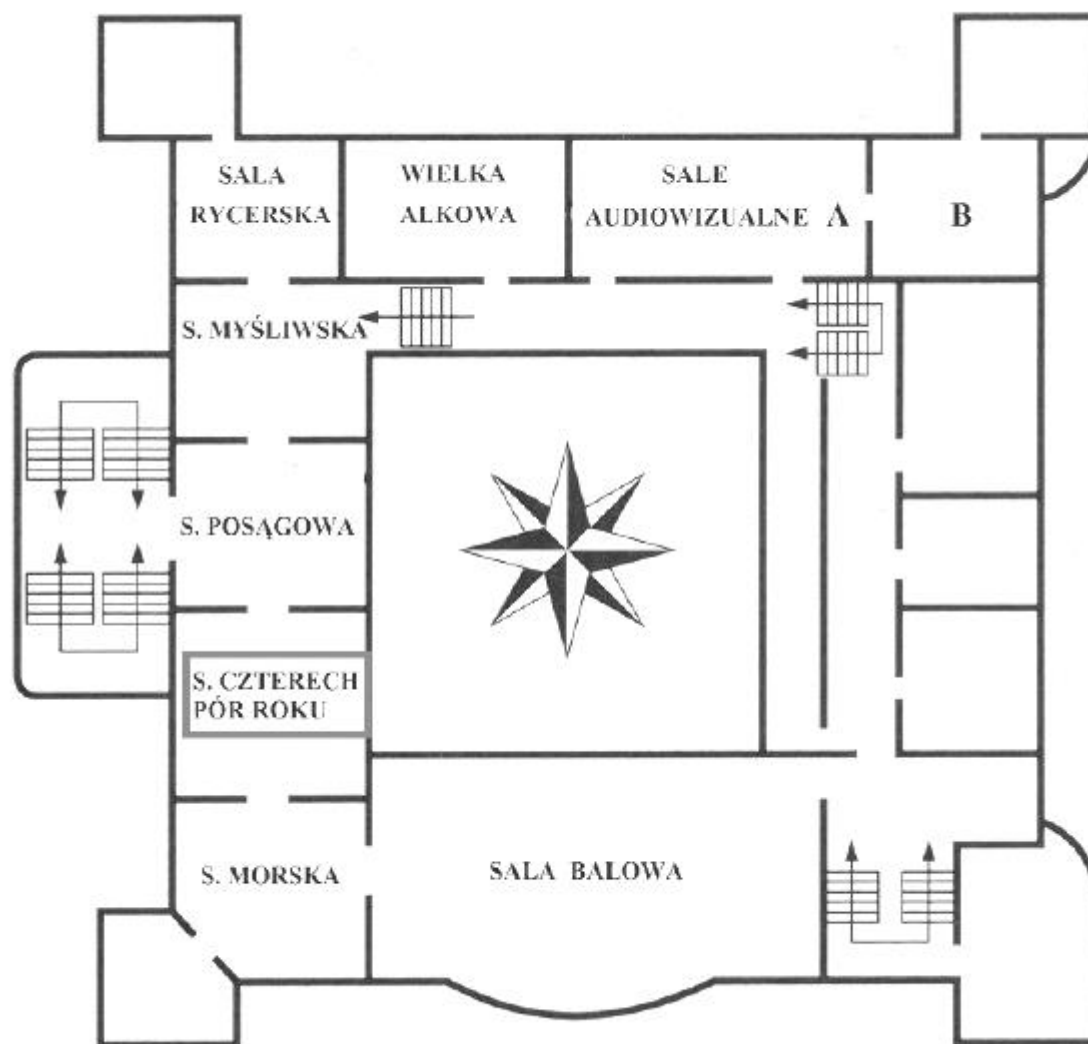 SALA
RYCERSKA
WIELKA
ALKOWA
SALE
AUDIOWIZUALNE A
B
S. MYŚLIWSKA
S. POSĄGOWA
S. CZTERECH
PÓR ROKU
S. MORSKA
SALA BALOWA